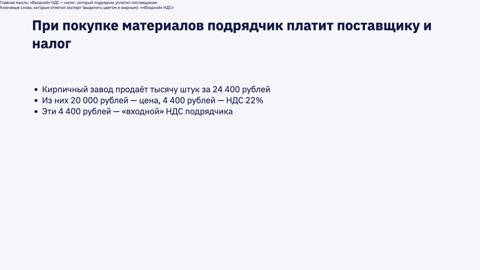 Главная мысль: «Входной» НДС — налог, который подрядчик уплатил поставщикам
Ключевые слова, которые отметил эксперт (выделить цветом и жирным): «Входной» НДС»
При покупке материалов подрядчик платит поставщику и
налог
• Кирпичный завод продаёт тысячу штук за 24 400 рублей
• Из них 20 000 рублей — цена, 4 400 рублей — НДС 22%
• Эти 4 400 рублей — «входной» НДС подрядчика